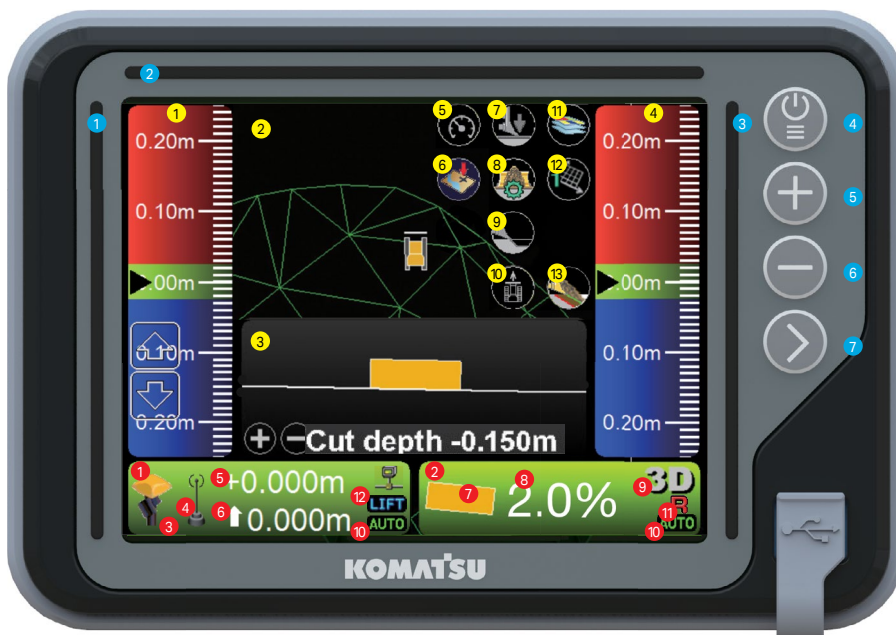 2
1 1 2 5 7 11 4 3 4
0.20m 0.20m
6 8 12 5
0.10m 0.10m
9
.00m 10 13 .00m 6
3 7
0.10m 0.10m
0.20m Cut depth -0.150m 0.20m
1 5 +0.000m 2 8 3D
4 12 LIFT 7 2.0% 9
3 6 0.000m 10 AUTO 11 R 10 AUTO
KOMATSU